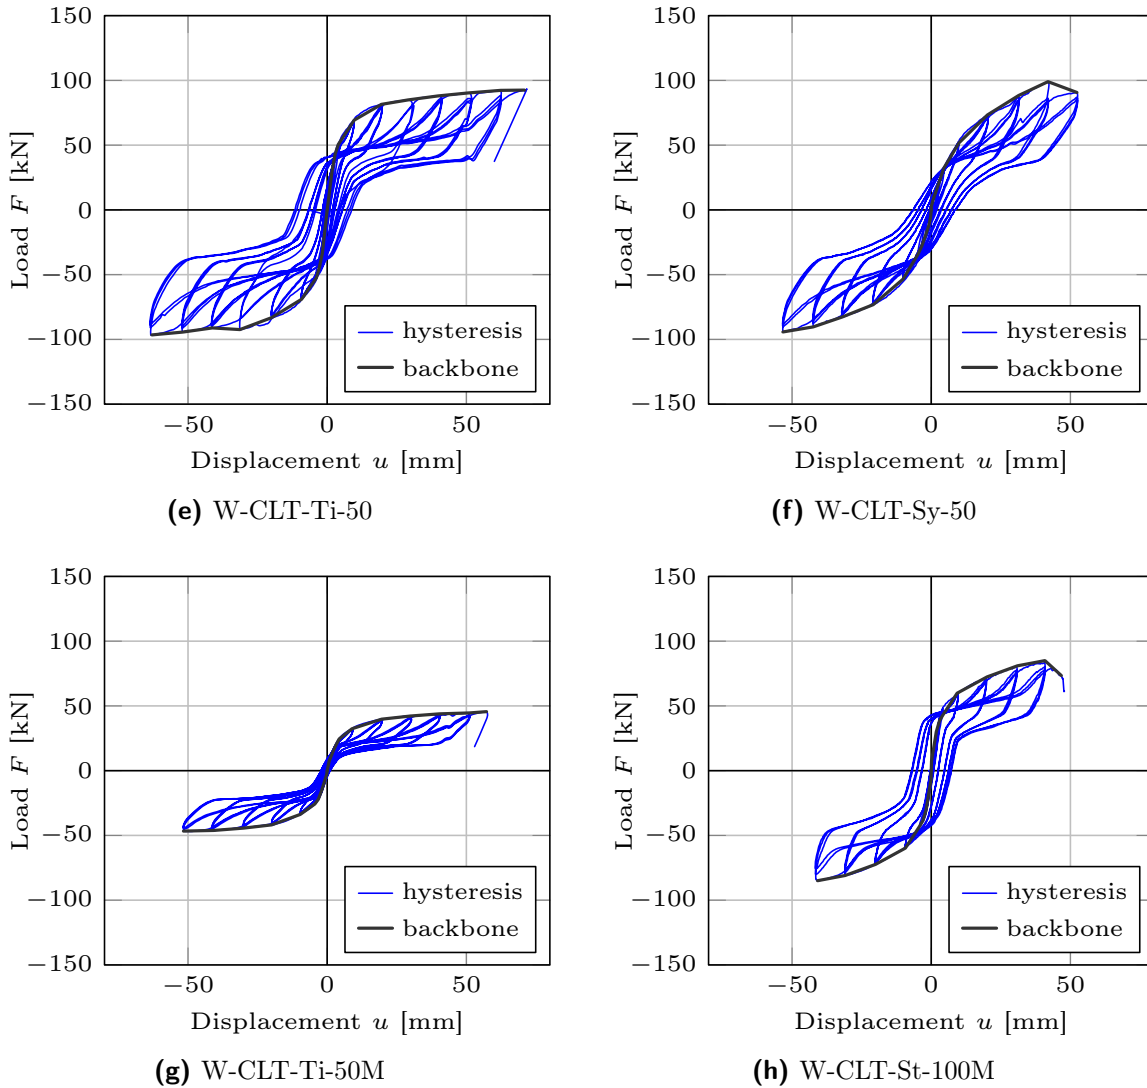 150
100
50
0
−50
−100
−150
Load F [kN]
−50 0 50
Displacement u [mm]
hysteresis
backbone
(e) W-CLT-Ti-50
150
100
50
0
−50
−100
−150
Load F [kN]
−50 0 50
Displacement u [mm]
hysteresis
backbone
(f) W-CLT-Sy-50
150
100
50
0
−50
−100
−150
Load F [kN]
−50 0 50
Displacement u [mm]
hysteresis
backbone
(g) W-CLT-Ti-50M
150
100
50
0
−50
−100
−150
Load F [kN]
−50 0 50
Displacement u [mm]
hysteresis
backbone
(h) W-CLT-St-100M